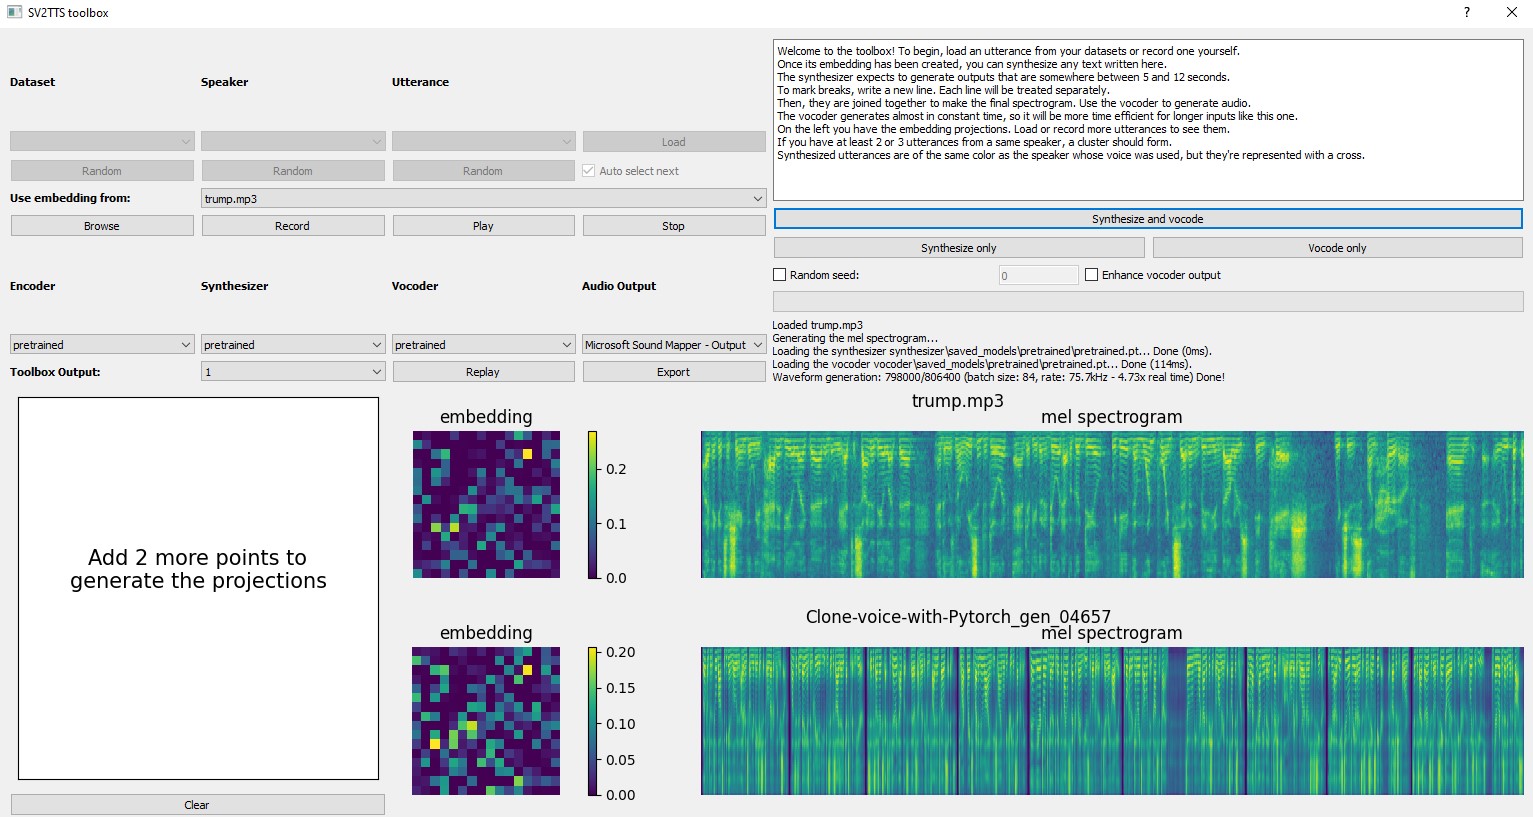 SV2TTS toolbox
?
Dataset
Speaker
Utterance
Load
Random
Random
Random
Auto select next
Use embedding from:
trump.mp3
Browse
Record
Play
Stop
Encoder
Synthesizer
Vocoder
Audio Output
pretrained
pretrained
pretrained
Microsoft Sound Mapper - Output
Toolbox Output:
1
Replay
Export
Welcome to the toolbox! To begin, load an utterance from your datasets or record one yourself.
Once its embedding has been created, you can synthesize any text written here.
The synthesizer expects to generate outputs that are somewhere between 5 and 12 seconds.
To mark breaks, write a new line. Each line will be treated separately.
Then, they are joined together to make the final spectrogram. Use the vocoder to generate audio.
The vocoder generates almost in constant time, so it will be more time efficient for longer inputs like this one.
On the left you have the embedding projections. Load or record more utterances to see them.
If you have at least 2 or 3 utterances from a same speaker, a cluster should form.
Synthesized utterances are of the same color as the speaker whose voice was used, but they're represented with a cross.
Synthesize and vocode
Synthesize only
Vocode only
Random seed:
0
Enhance vocoder output
Loaded trump.mp3
Generating the mel spectrogram...
Loading the synthesizer synthesizer\saved_models\pretrained\pretrained.pt... Done (0ms).
Loading the vocoder vocoder\saved_models\pretrained\pretrained.pt... Done (114ms).
Waveform generation: 798000/806400 (batch size: 84, rate: 75.7kHz - 4.73x real time) Done!
Add 2 more points to
generate the projections
Clear
trump.mp3
embedding
mel spectrogram
0.2
0.1
0.0
Clone-voice-with-Pytorch_gen_04657
embedding
mel spectrogram
0.20
0.15
0.10
0.05
0.00